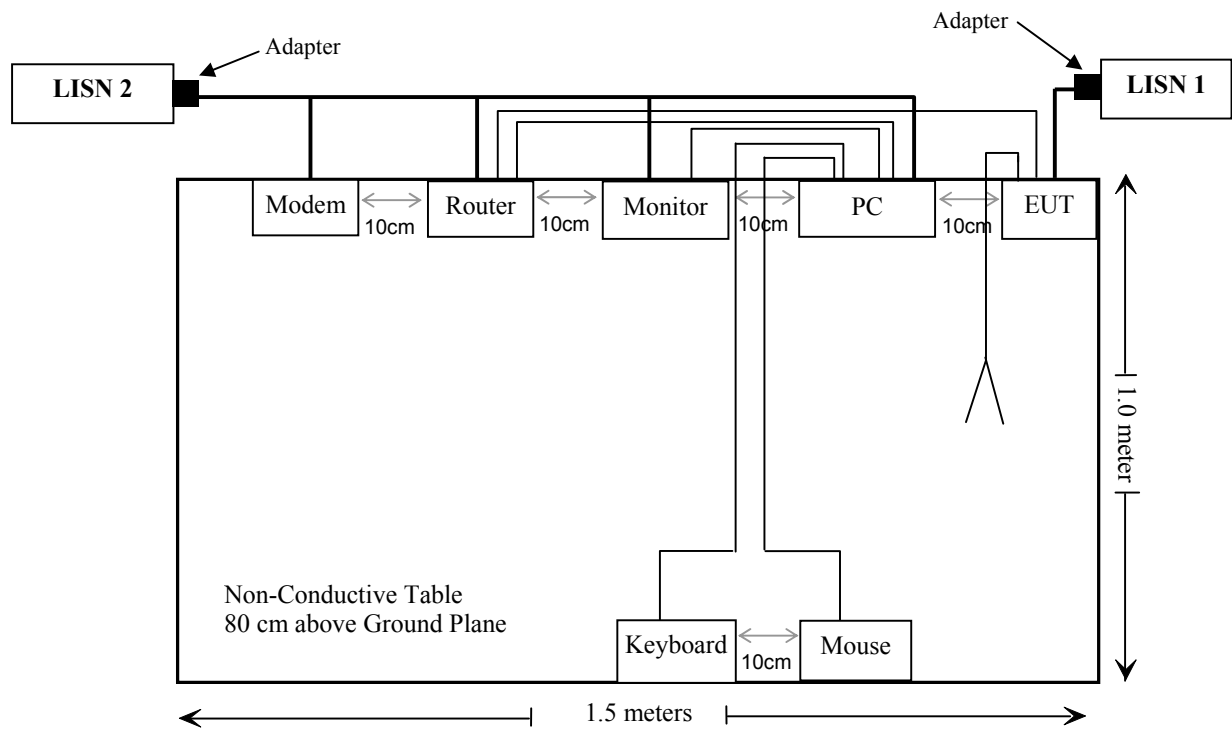 Adapter
Adapter
LISN 2
LISN 1
Modem
Router
Monitor
PC
EUT
10cm
10cm
10cm
10cm
1.0 meter
Non-Conductive Table
80 cm above Ground Plane
Keyboard
10cm
Mouse
1.5 meters